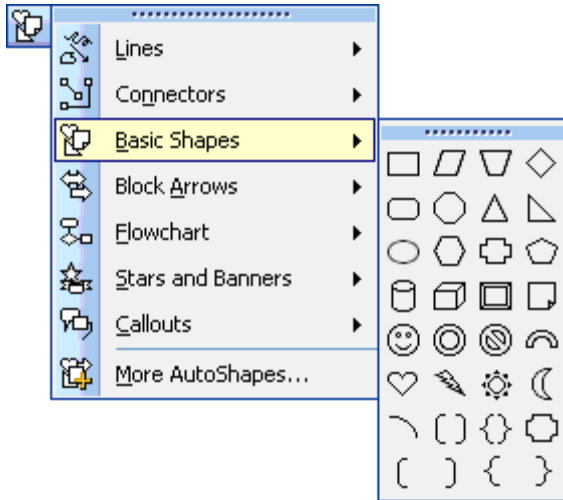 Lines
Connectors
Basic Shapes
Block Arrows
Flowchart
Stars and Banners
Callouts
More AutoShapes...